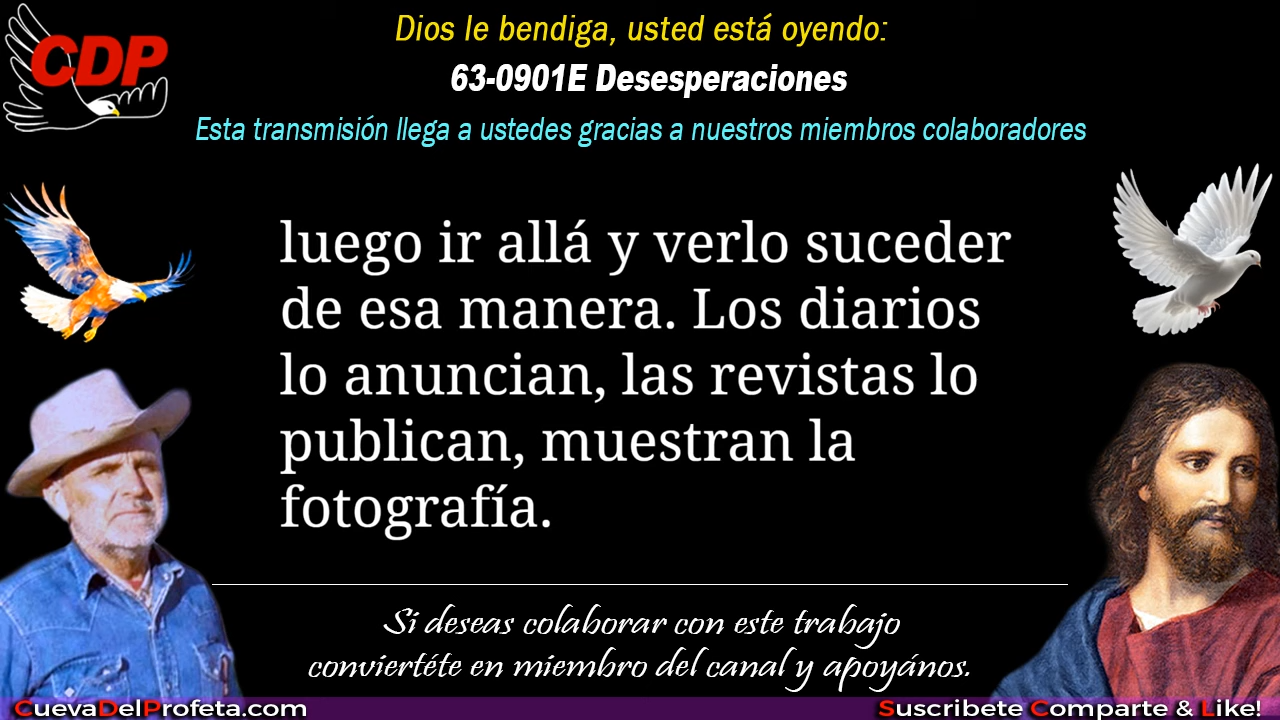 CDP
Dios le bendiga, usted está oyendo:
63-0901E Desesperaciones
Esta transmisión llega a ustedes gracias a nuestros miembros colaboradores
luego ir allá y verlo suceder
de esa manera. Los diarios
lo anuncian, las revistas lo
publican, muestran la
fotografía.
Si deseas colaborar con este trabajo
conviertéte en miembro del canal y apoyános.
CuevaDelProfeta.com
Suscribete Comparte & Like!